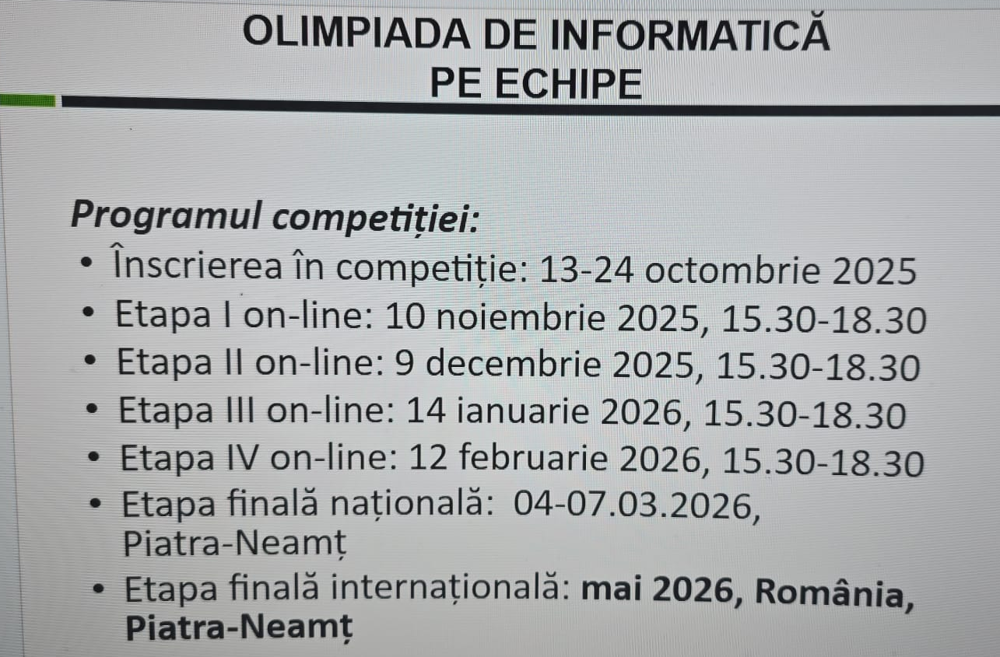 OLIMPIADA DE INFORMATICĂ
PE ECHIPE
Programul competiției:
• Înscrierea în competiție: 13-24 octombrie 2025
• Etapa I on-line: 10 noiembrie 2025, 15.30-18.30
• Etapa II on-line: 9 decembrie 2025, 15.30-18.30
• Etapa III on-line: 14 ianuarie 2026, 15.30-18.30
• Etapa IV on-line: 12 februarie 2026, 15.30-18.30
• Etapa finală națională: 04-07.03.2026,
Piatra-Neamț
• Etapa finală internațională: mai 2026, România,
Piatra-Neamț